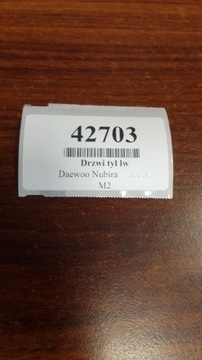 42703
Drzwi tył lw
Daewoo Nubira
M2